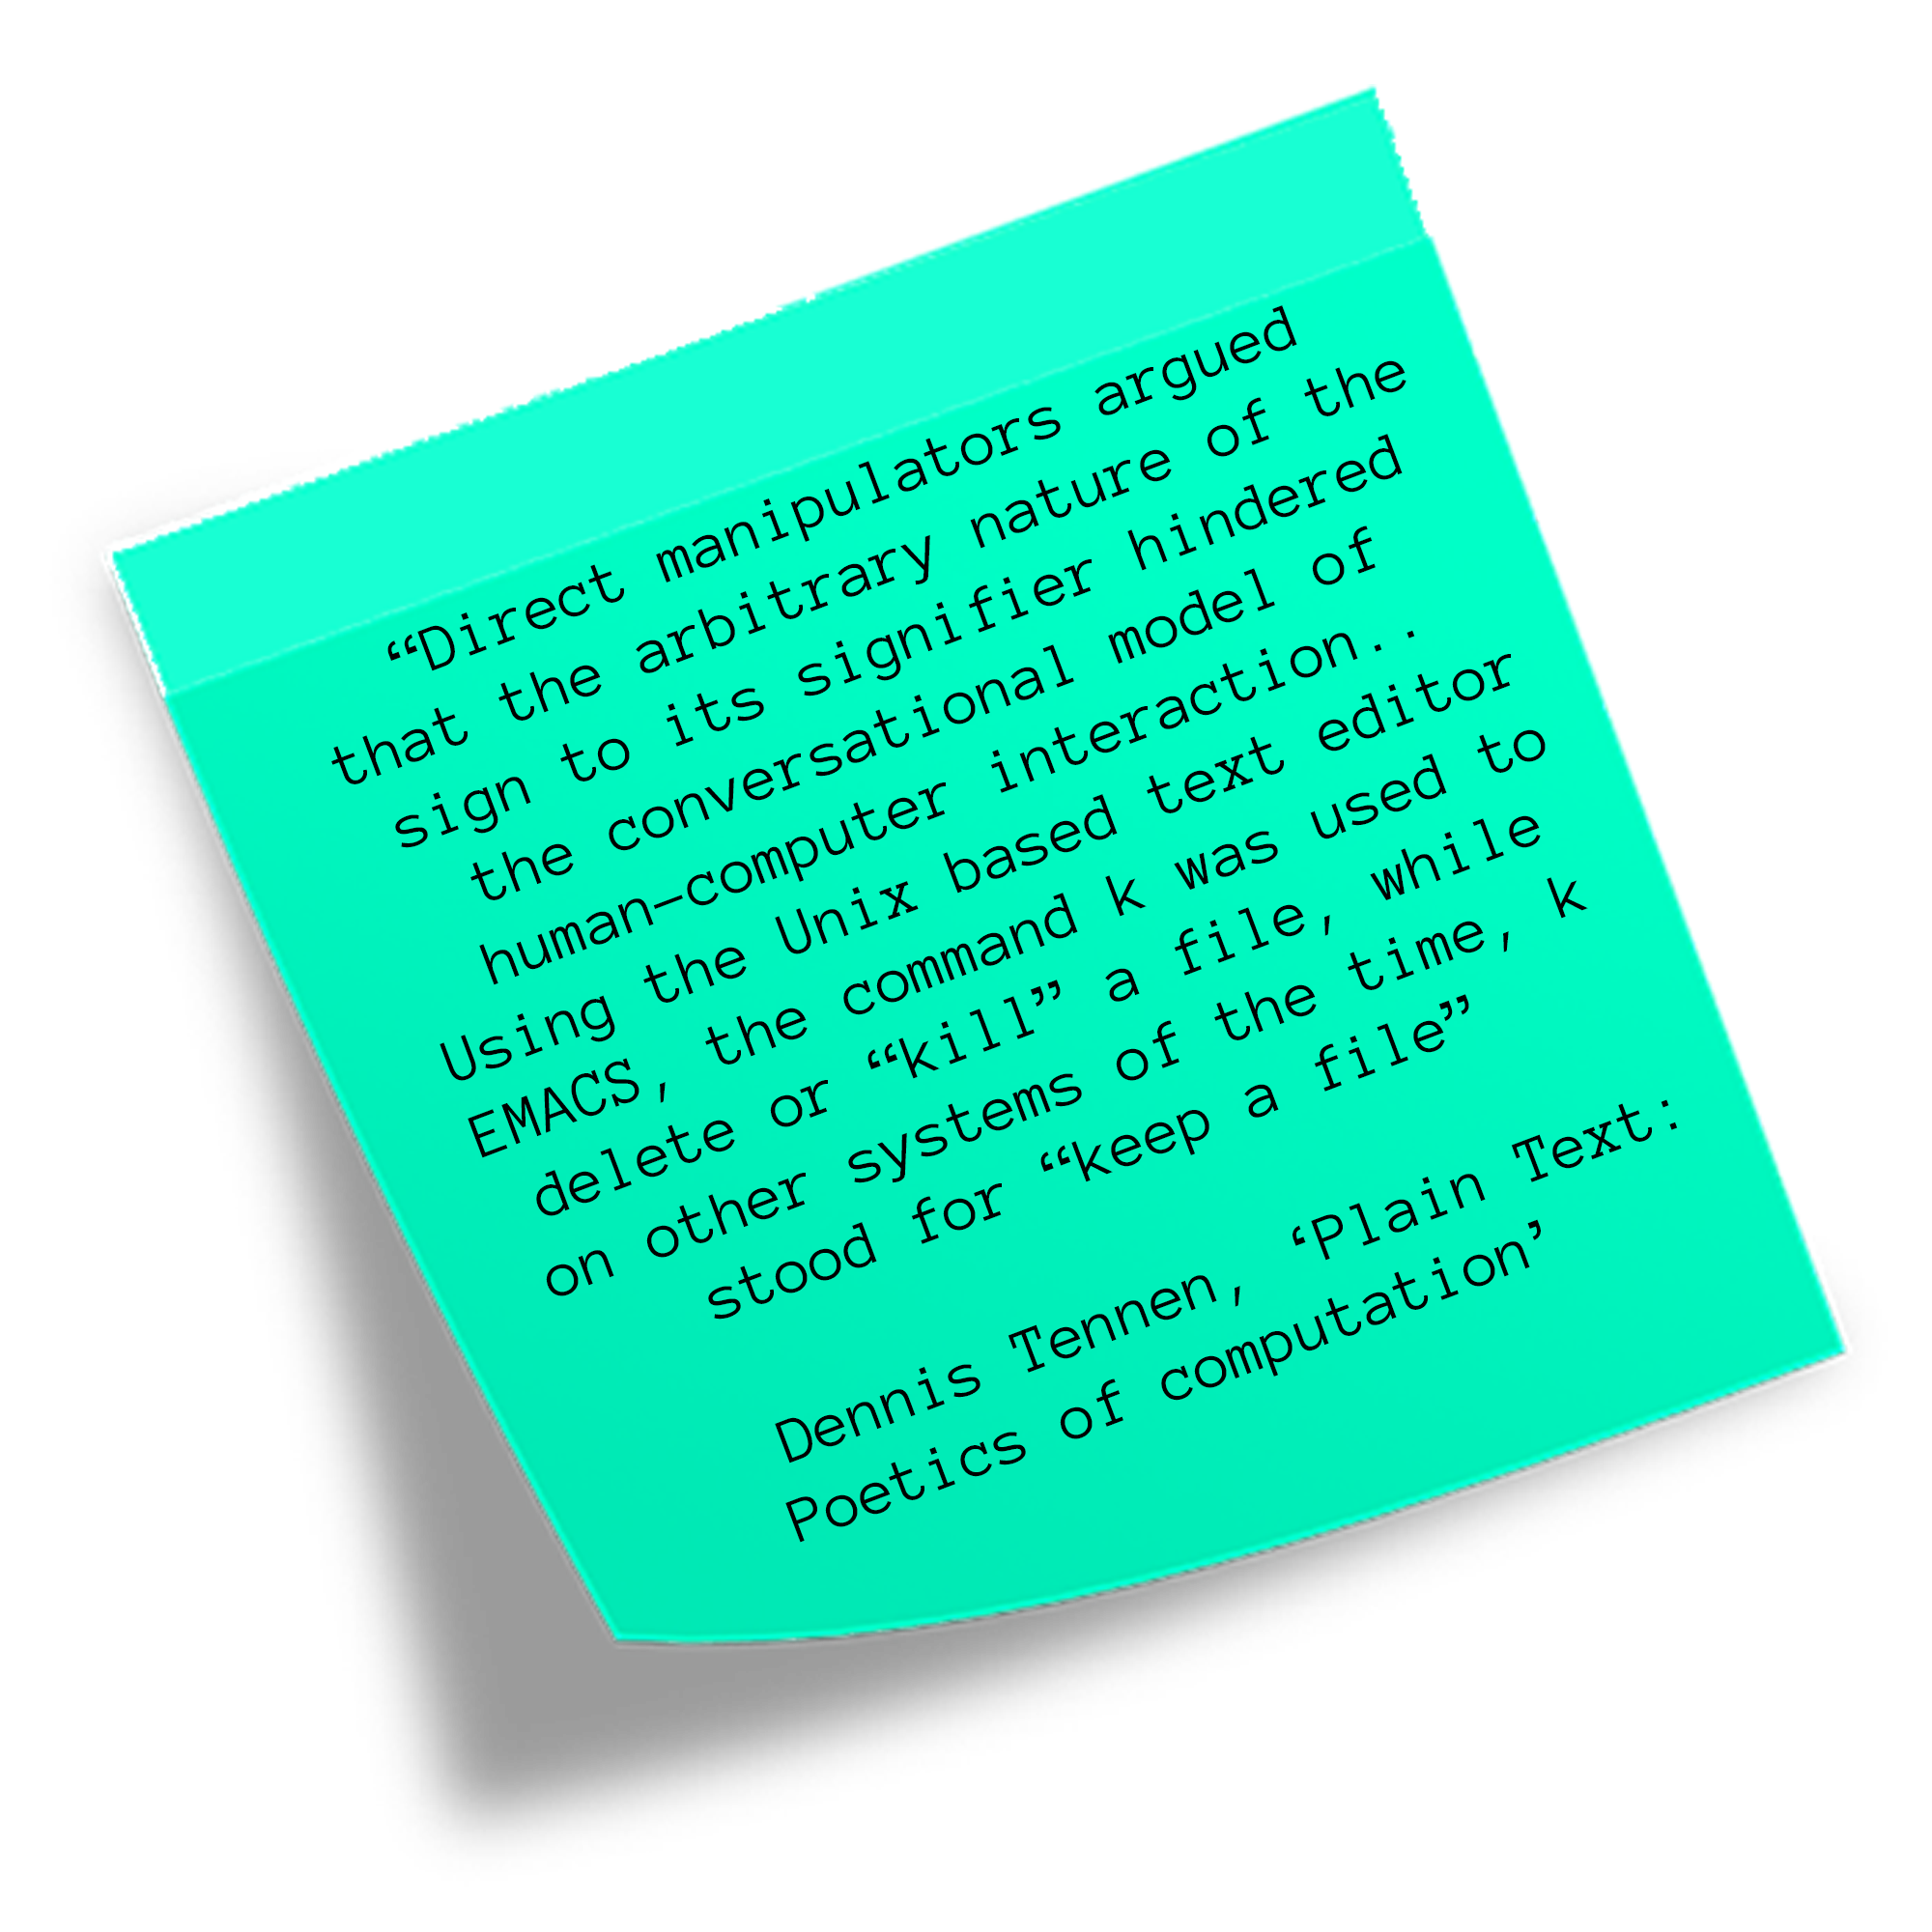 “Direct manipulators argued
that the arbitrary nature of the
sign to its signifier hindered
the conversational model of
human–computer interaction..
Using the Unix based text editor
EMACS, the command k was used to
delete or “kill” a file, while
on other systems of the time, k
stood for “keep a file”
Dennis Tennen, ‘Plain Text:
Poetics of computation’